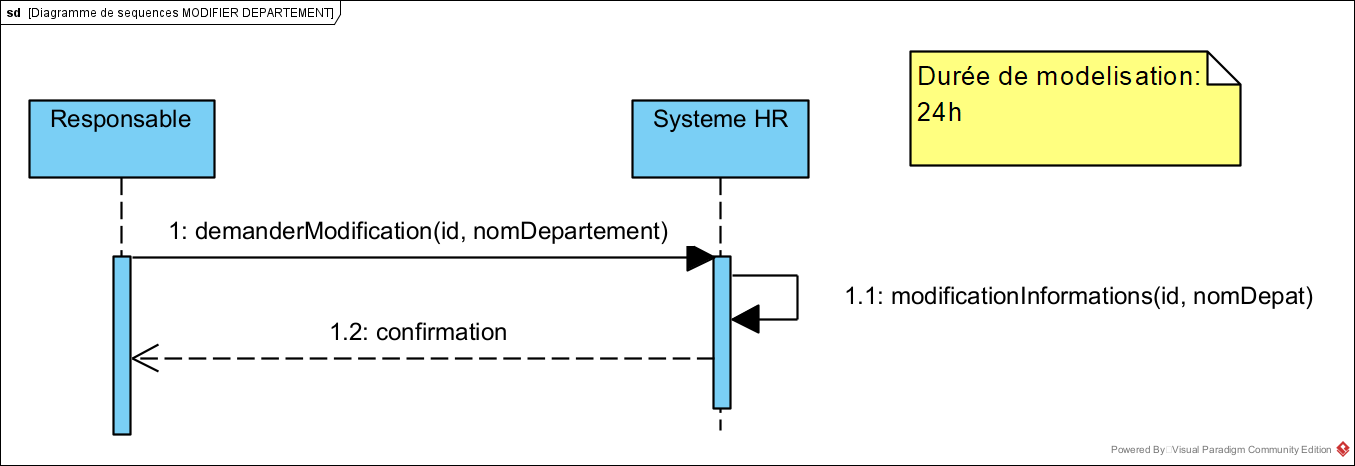 sd [Diagramme de sequences MODIFIER DEPARTEMENT]
Durée de modelisation:
24h
Responsable
Systeme HR
1: demanderModification(id, nomDepartement)
1.1: modificationInformations(id, nomDepat)
1.2: confirmation
Powered By Visual Paradigm Community Edition